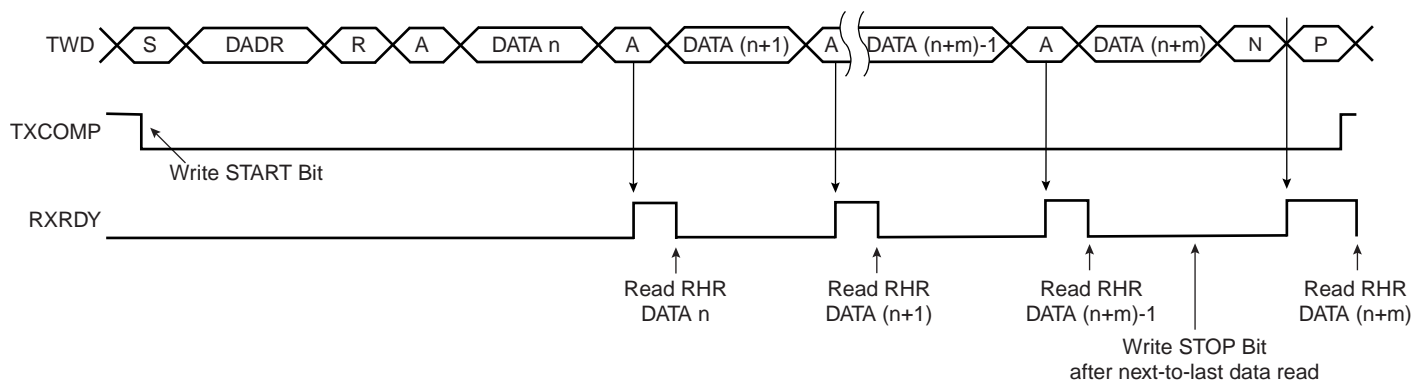 TWD S DADR R A DATA n A DATA (n+1) A DATA (n+m)-1 A DATA (n+m) N P
TXCOMP
Write START Bit
RXRDY
Read RHR Read RHR Read RHR Read RHR
DATA n DATA (n+1) DATA (n+m)-1 DATA (n+m)
Write STOP Bit
after next-to-last data read